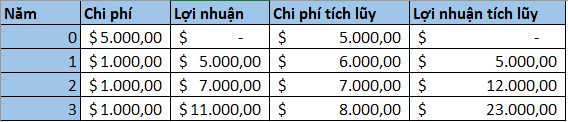 Năm Chi phí Lợi nhuận Chi phí tích lũy Lợi nhuận tích lũy
0 $ 5.000,00 $ - $ 5.000,00 $ -
1 $ 1.000,00 $ 5.000,00 $ 6.000,00 $ 5.000,00
2 $ 1.000,00 $ 7.000,00 $ 7.000,00 $ 12.000,00
3 $ 1.000,00 $ 11.000,00 $ 8.000,00 $ 23.000,00